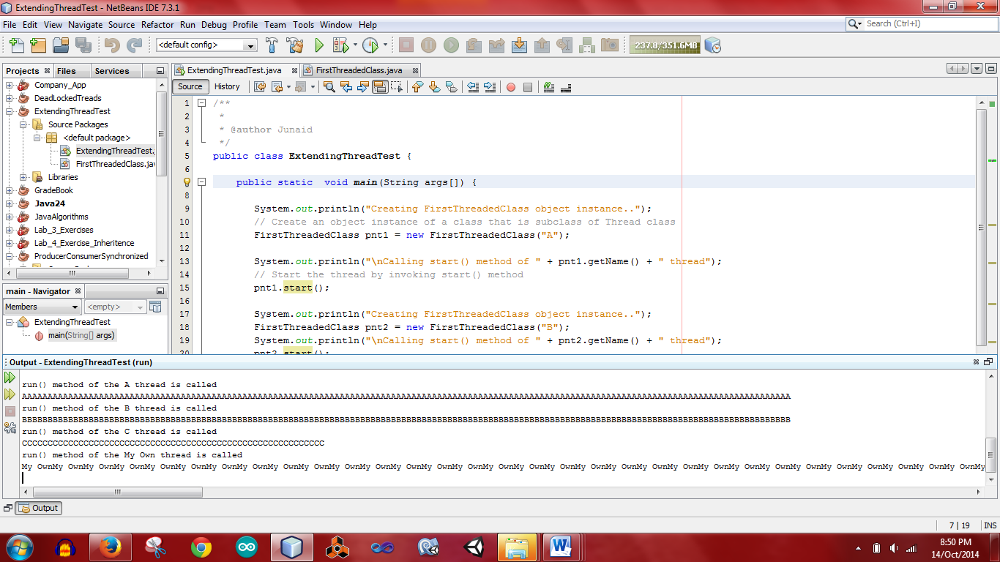 ExtendingThreadTest - NetBeans IDE 7.3.1
File Edit View Navigate Source Refactor Run Debug Profile Team Tools Window Help
Search (Ctrl+I)
<default config>
237.8/351.6MB
Projects Files Services
Company_App
DeadLockedTreads
ExtendingThreadTest
Source Packages
<default package>
ExtendingThreadTest.
FirstThreadedClass.jav
Libraries
GradeBook
Java24
JavaAlgorithms
Lab_3_Exercises
Lab_4_Exercise_Inheritence
ProducerConsumerSynchronized
main - Navigator
Members <empty>
ExtendingThreadTest
main(String[] args)
ExtendingThreadTest.java FirstThreadedClass.java
Source History
1 /**
2 *
3 * @author Junaid
4 */
5 public class ExtendingThreadTest {
6
public static  void main(String args[]) {
8
9 System.out.println("Creating FirstThreadedClass object instance..");
10 // Create an object instance of a class that is subclass of Thread class
11 FirstThreadedClass pnt1 = new FirstThreadedClass("A");
12
13 System.out.println("\nCalling start() method of " + pnt1.getName() + " thread");
14 // Start the thread by invoking start() method
15 pnt1.start();
16
17 System.out.println("Creating FirstThreadedClass object instance..");
18 FirstThreadedClass pnt2 = new FirstThreadedClass("B");
19 System.out.println("\nCalling start() method of " + pnt2.getName() + " thread");
20 pnt2.start();
Output - ExtendingThreadTest (run)
run() method of the A thread is called
AAAAAAAAAAAAAAAAAAAAAAAAAAAAAAAAAAAAAAAAAAAAAAAAAAAAAAAAAAAAAAAAAAAAAAAAAAAAAAAAAAAAAAAAAAAAAAAAAAAAAAAAAAAAAAAAAAAAAAAAAAAAAAAAAAAAAAAAAAAAAAAAAAAAAA
run() method of the B thread is called
BBBBBBBBBBBBBBBBBBBBBBBBBBBBBBBBBBBBBBBBBBBBBBBBBBBBBBBBBBBBBBBBBBBBBBBBBBBBBBBBBBBBBBBBBBBBBBBBBBBBBBBBBBBBBBBBBBBBBBBBBBBBBBBBBBBBBBBBBBBBBBBBBBBBBB
run() method of the C thread is called
CCCCCCCCCCCCCCCCCCCCCCCCCCCCCCCCCCCCCCCCCCCCCCCCCCCCCCCCCCC
run() method of the My Own thread is called
My OwnMy OwnMy OwnMy OwnMy OwnMy OwnMy OwnMy OwnMy OwnMy OwnMy OwnMy OwnMy OwnMy OwnMy OwnMy OwnMy OwnMy OwnMy OwnMy OwnMy OwnMy OwnMy OwnMy OwnMy OwnMy OwnMy OwnMy OwnMy OwnMy OwnMy OwnMy
Output
7 | 19 INS
8:50 PM
14/Oct/2014